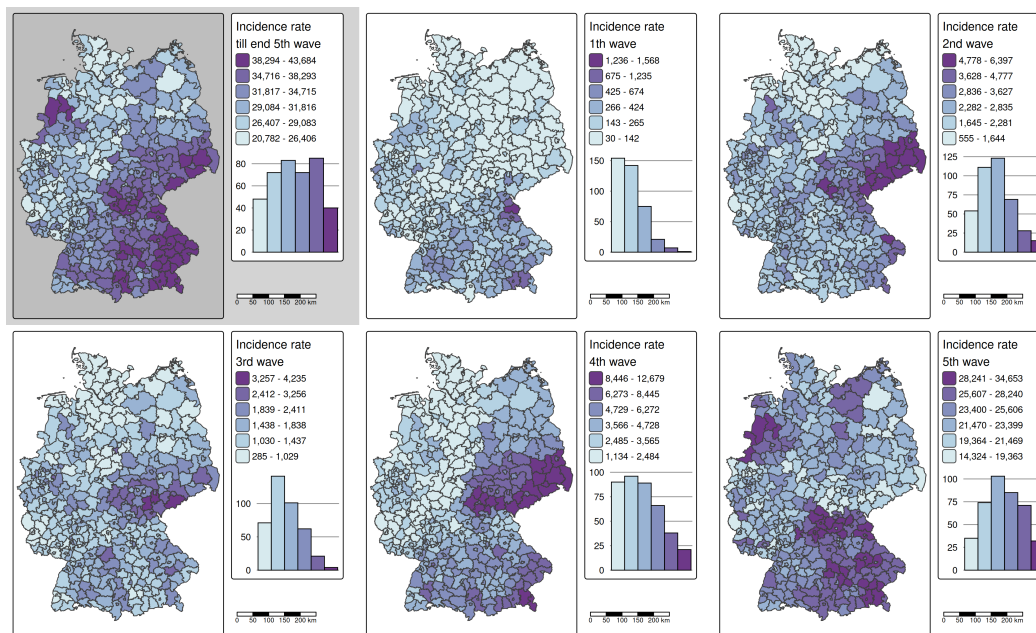 Incidence rate
till end 5th wave
38,294 - 43,684
34,716 - 38,293
31,817 - 34,715
29,084 - 31,816
26,407 - 29,083
20,782 - 26,406
80
60
40
20
0
0 50 100 150 200 km
Incidence rate
1th wave
1,236 - 1,568
675 - 1,235
425 - 674
266 - 424
143 - 265
30 - 142
150
100
50
0
0 50 100 150 200 km
Incidence rate
2nd wave
4,778 - 6,397
3,628 - 4,777
2,836 - 3,627
2,282 - 2,835
1,645 - 2,281
555 - 1,644
125
100
75
50
25
0
0 50 100 150 200 km
Incidence rate
3rd wave
3,257 - 4,235
2,412 - 3,256
1,839 - 2,411
1,438 - 1,838
1,030 - 1,437
285 - 1,029
100
50
0
0 50 100 150 200 km
Incidence rate
4th wave
8,446 - 12,679
6,273 - 8,445
4,729 - 6,272
3,566 - 4,728
2,485 - 3,565
1,134 - 2,484
100
75
50
25
0
0 50 100 150 200 km
Incidence rate
5th wave
28,241 - 34,653
25,607 - 28,240
23,400 - 25,606
21,470 - 23,399
19,364 - 21,469
14,324 - 19,363
100
50
0
0 50 100 150 200 km